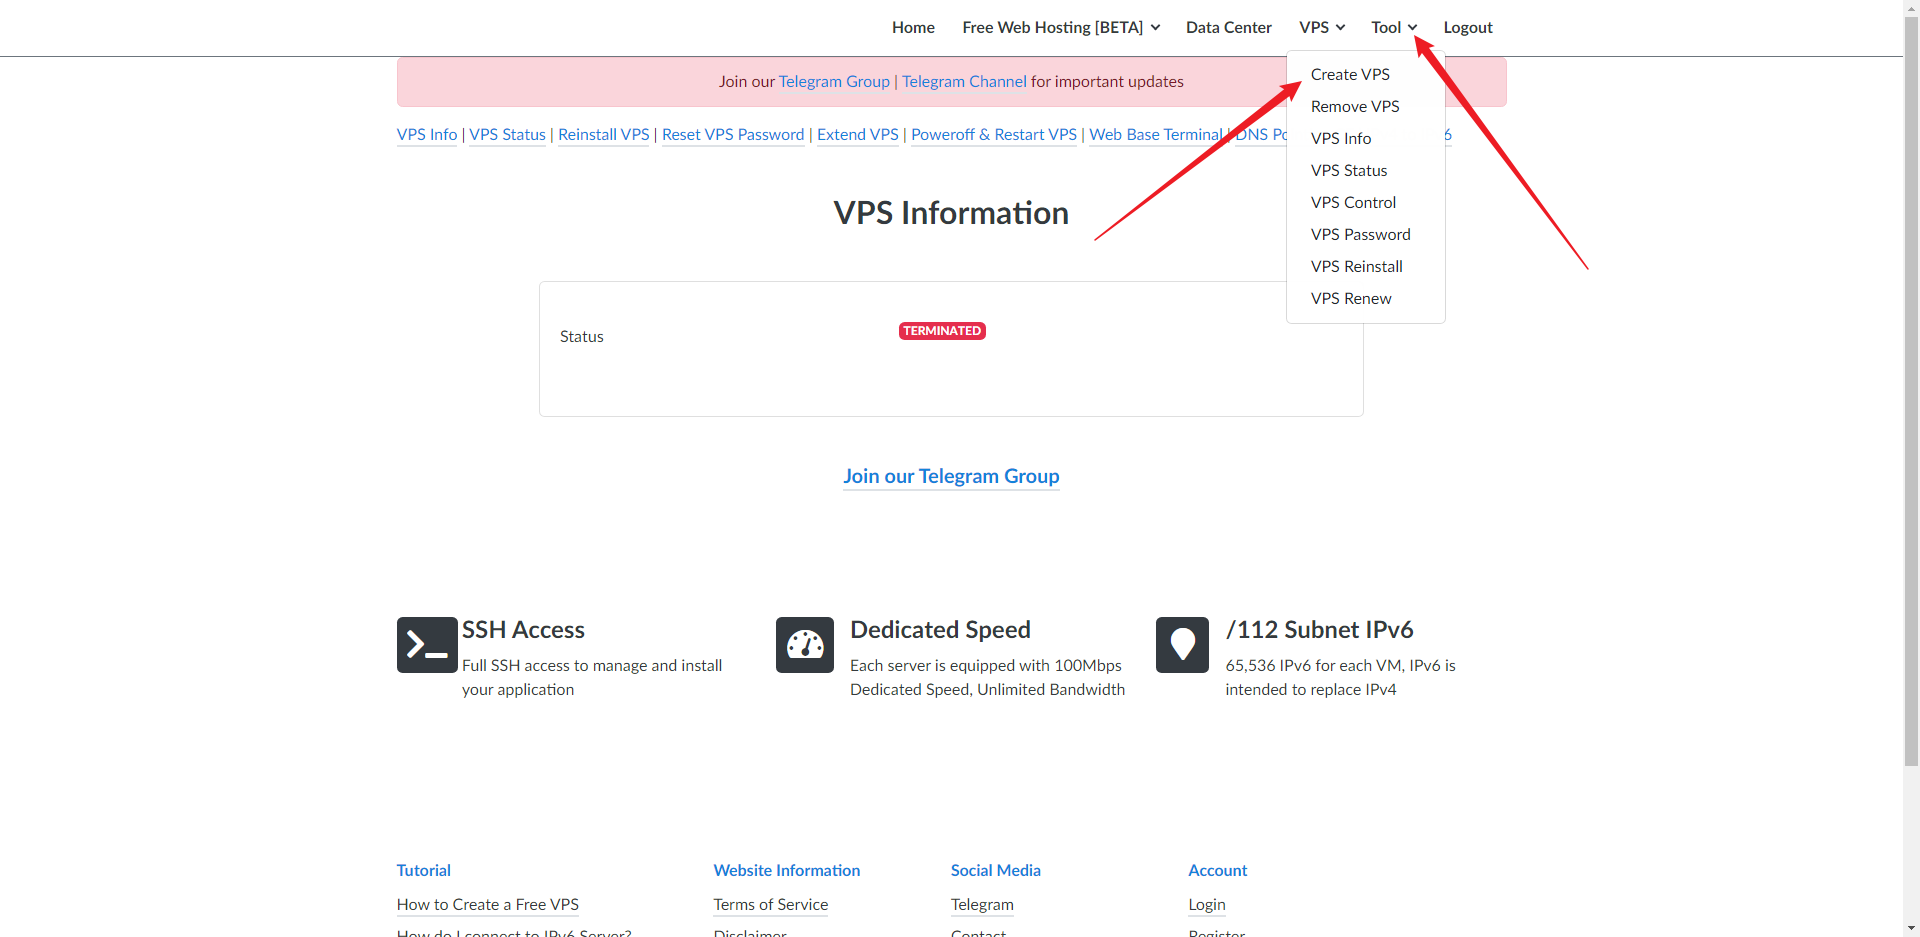 Home Free Web Hosting [BETA] Data Center VPS Tool Logout
Join our Telegram Group | Telegram Channel for important updates
Create VPS
Remove VPS
VPS Info
VPS Status
VPS Control
VPS Password
VPS Reinstall
VPS Renew
VPS Info | VPS Status | Reinstall VPS | Reset VPS Password | Extend VPS | Poweroff & Restart VPS | Web Base Terminal | DNS 6
VPS Information
Status TERMINATED
Join our Telegram Group
SSH Access
Full SSH access to manage and install
your application
Dedicated Speed
Each server is equipped with 100Mbps
Dedicated Speed, Unlimited Bandwidth
/112 Subnet IPv6
65,536 IPv6 for each VM, IPv6 is
intended to replace IPv4
Tutorial
How to Create a Free VPS
How do I connect to IPv6 Server?
Website Information
Terms of Service
Disclaimer
Social Media
Telegram
Contact
Account
Login
Register